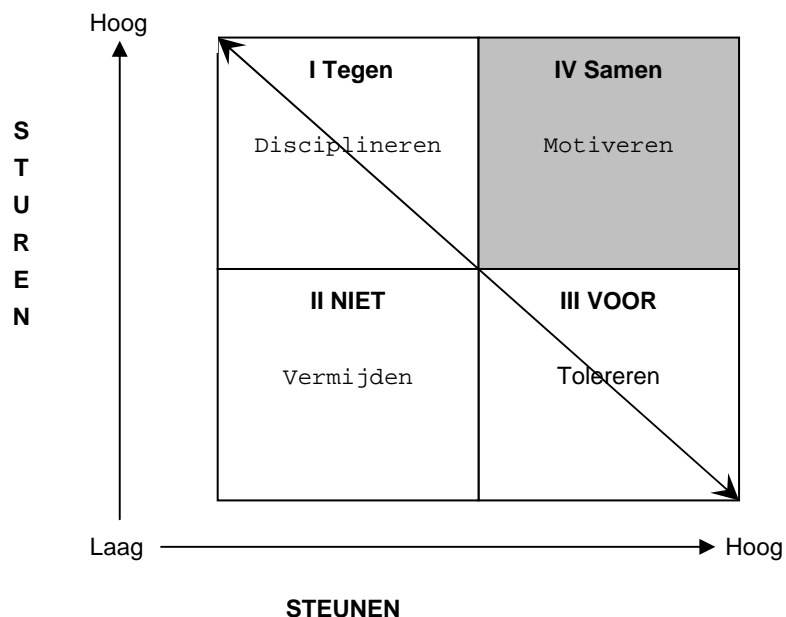 Hoog
I Tegen
IV Samen
Disciplineren
Motiveren
S
T
U
R
E
N
II NIET
III VOOR
Vermijden
Tolereren
Laag
Hoog
STEUNEN